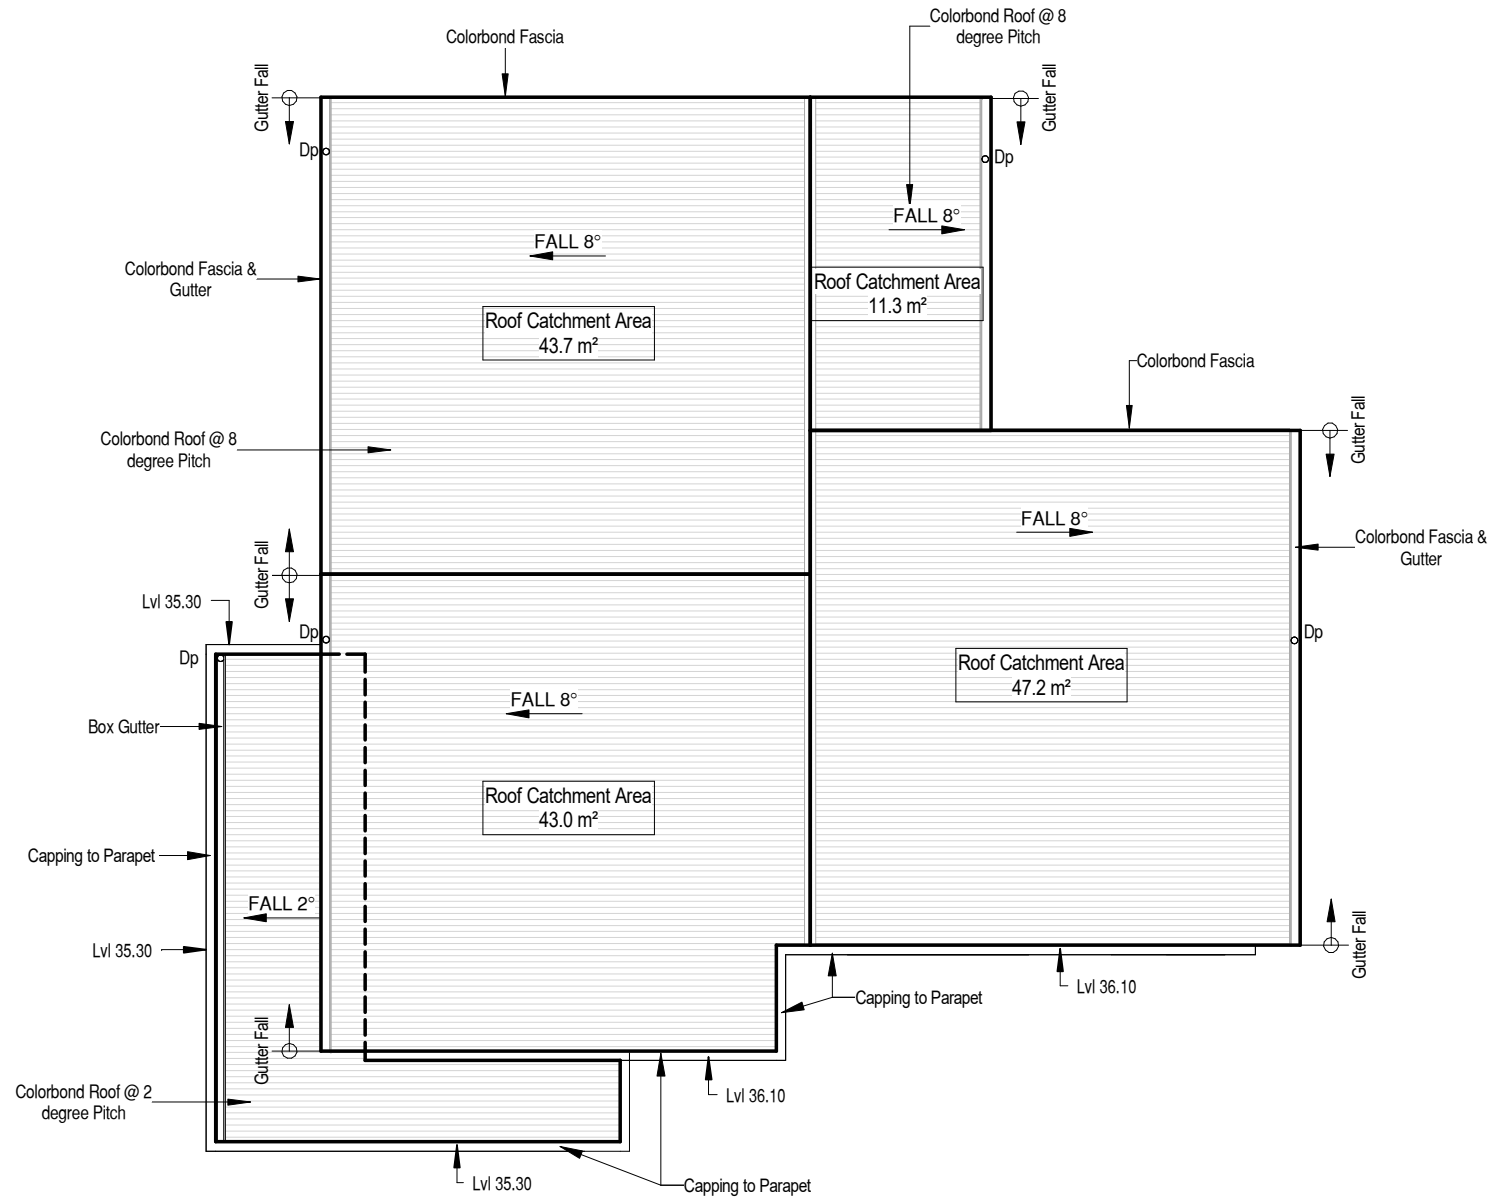 Colorbond Roof @ 8
degree Pitch
Colorbond Fascia
Gutter Fall
Gutter Fall
Dp
Dp
FALL 8°
FALL 8°
Colorbond Fascia &
Gutter
Roof Catchment Area
11.3 m²
Roof Catchment Area
43.7 m²
Colorbond Fascia
Gutter Fall
Colorbond Roof @ 8
degree Pitch
FALL 8°
Colorbond Fascia &
Gutter
Gutter Fall
Lvl 35.30
Dp
Dp
Dp
Roof Catchment Area
47.2 m²
FALL 8°
Box Gutter
Roof Catchment Area
43.0 m²
Capping to Parapet
FALL 2°
Lvl 35.30
Gutter Fall
Lvl 36.10
Capping to Parapet
Gutter Fall
Colorbond Roof @ 2
degree Pitch
Lvl 36.10
Lvl 35.30
Capping to Parapet